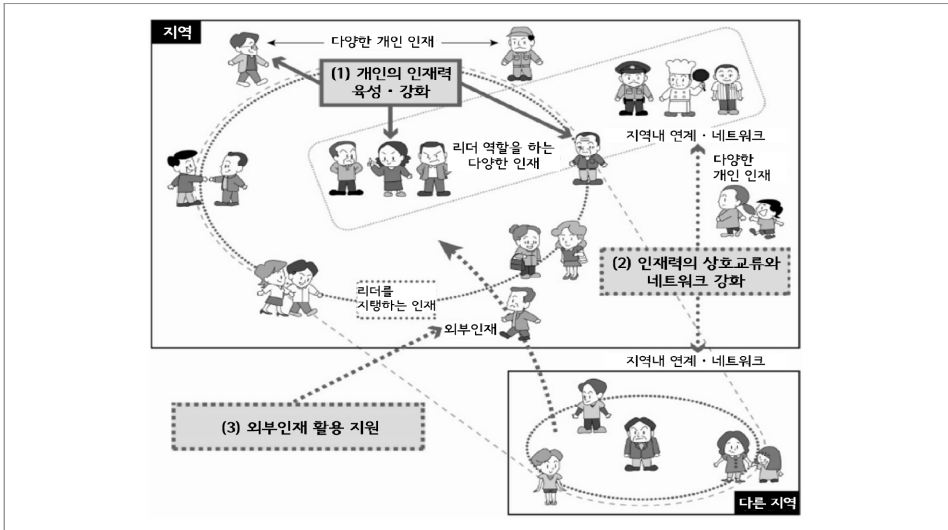 지역
다양한 개인 인재
(1) 개인의 인재력
육성 · 강화
리더 역할을 하는
다양한 인재
지역내 연계 · 네트워크
다양한
개인 인재
(2) 인재력의 상호교류와
네트워크 강화
리더를
지탱하는 인재
외부인재
지역내 연계 · 네트워크
(3) 외부인재 활용 지원
다른 지역